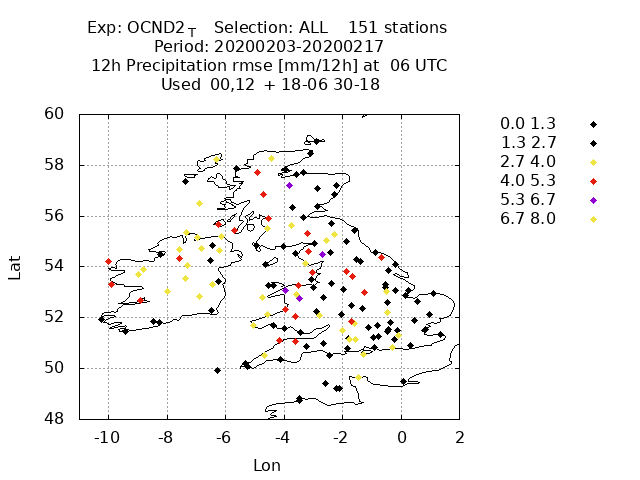 Exp: OCND2_T Selection: ALL 151 stations
Period: 20200203-20200217
12h Precipitation rmse [mm/12h] at 06 UTC
Used 00,12 + 18-06 30-18
60
58
56
54
52
50
48
Lat
-10 -8 -6 -4 -2 0 2
Lon
0.0 1.3
1.3 2.7
2.7 4.0
4.0 5.3
5.3 6.7
6.7 8.0